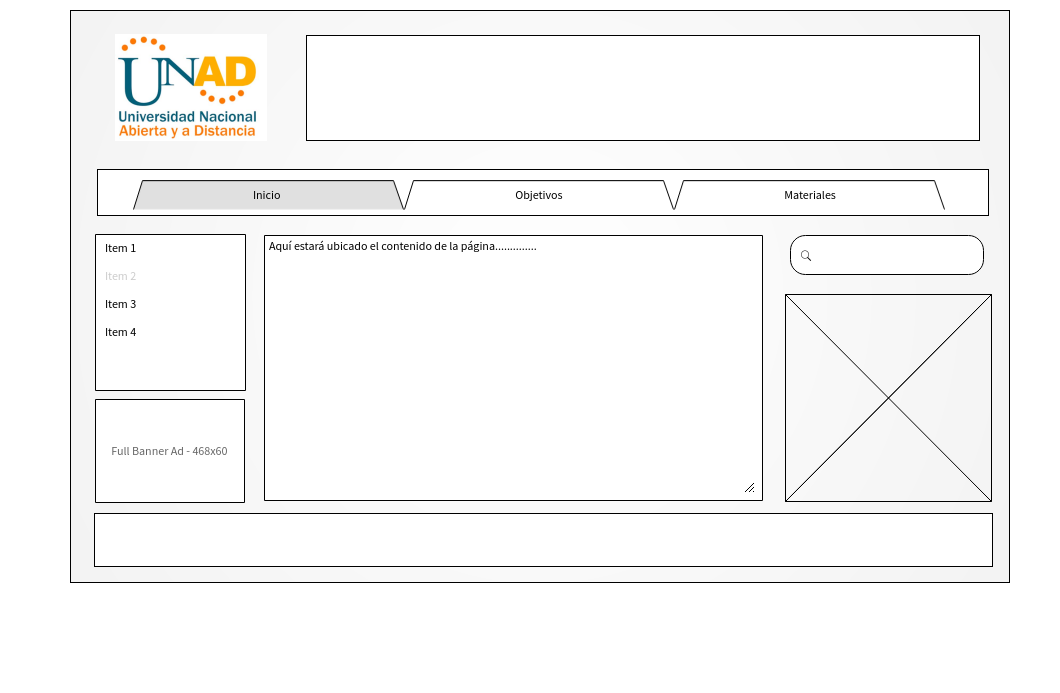 UNAD
Universidad Nacional
Abierta y a Distancia
Inicio
Objetivos
Materiales
Item 1
Item 2
Item 3
Item 4
Full Banner Ad - 468x60
Aquí estará ubicado el contenido de la página..............